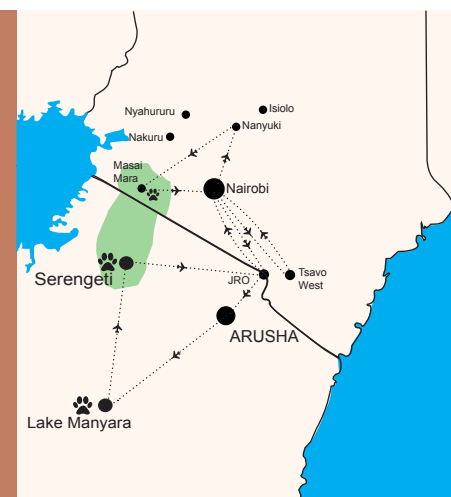 Isiolo
Nyahururu
Nanyuki
Nakuru
Masai
Mara
Nairobi
Serengeti
JRO
Tsavo
West
ARUSHA
Lake Manyara